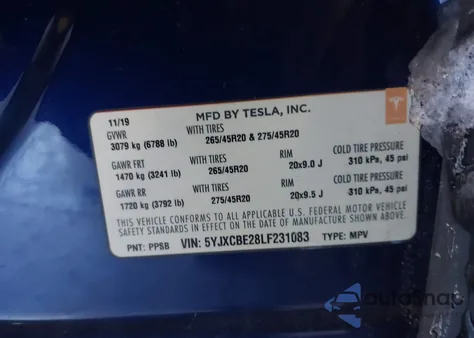 11/19 MFD BY TESLA, INC.
GVWR WITH TIRES
3079 kg (6788 lb) 265/45R20 & 275/45R20
GAWR FRT WITH TIRES RIM COLD TIRE PRESSURE
1470 kg (3241 lb) 265/45R20 20x9.0 J 310 kPa, 45 psi
GAWR RR WITH TIRES RIM COLD TIRE PRESSURE
1720 kg (3792 lb) 275/45R20 20x9.5 J 310 kPa, 45 psi
THIS VEHICLE CONFORMS TO ALL APPLICABLE U.S. FEDERAL MOTOR VEHICLE
SAFETY STANDARDS IN EFFECT ON THE DATE OF MANUFACTURE SHOWN ABOVE.
PNT: PPSB VIN: 5YJXCBE28LF231083 TYPE: MPV
autosnap